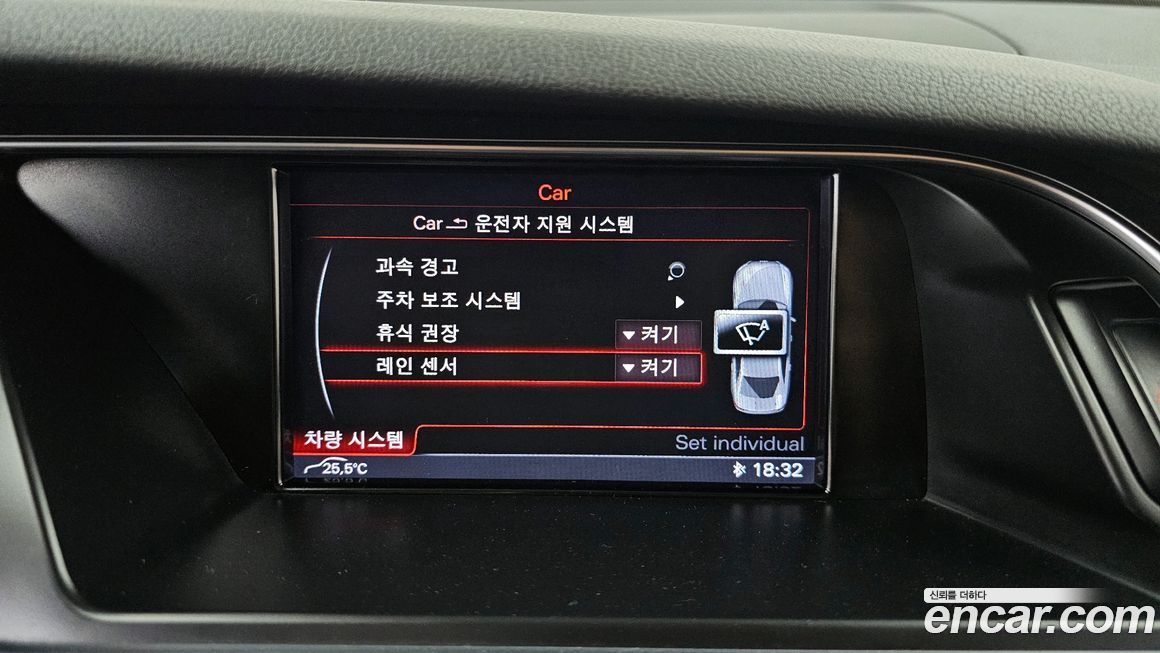 Car
Car 운전자 지원 시스템
과속 경고
주차 보조 시스템
휴식 권장 켜기
레인 센서 켜기
A
차량 시스템 Set individual
25,5°C 18:32
신뢰를 더하다
encar.com